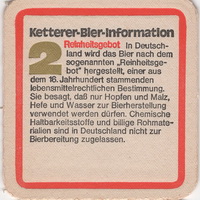 Ketterer-Bier-Information
2 Reinheitsgebot In Deutsch-
land wird das Bier nach dem
sogenannten „Reinheitsge-
bot" hergestellt, einer aus
dem 16. Jahrhundert stammenden
lebensmittelrechtlichen Bestimmung.
Sie besagt, daß nur Hopfen und Malz,
Hefe und Wasser zur Bierherstellung
verwendet werden dürfen. Chemische
Haltbarkeitsstoffe und billige Rohmate-
rialien sind in Deutschland nicht zur
Bierbereitung zugelassen.